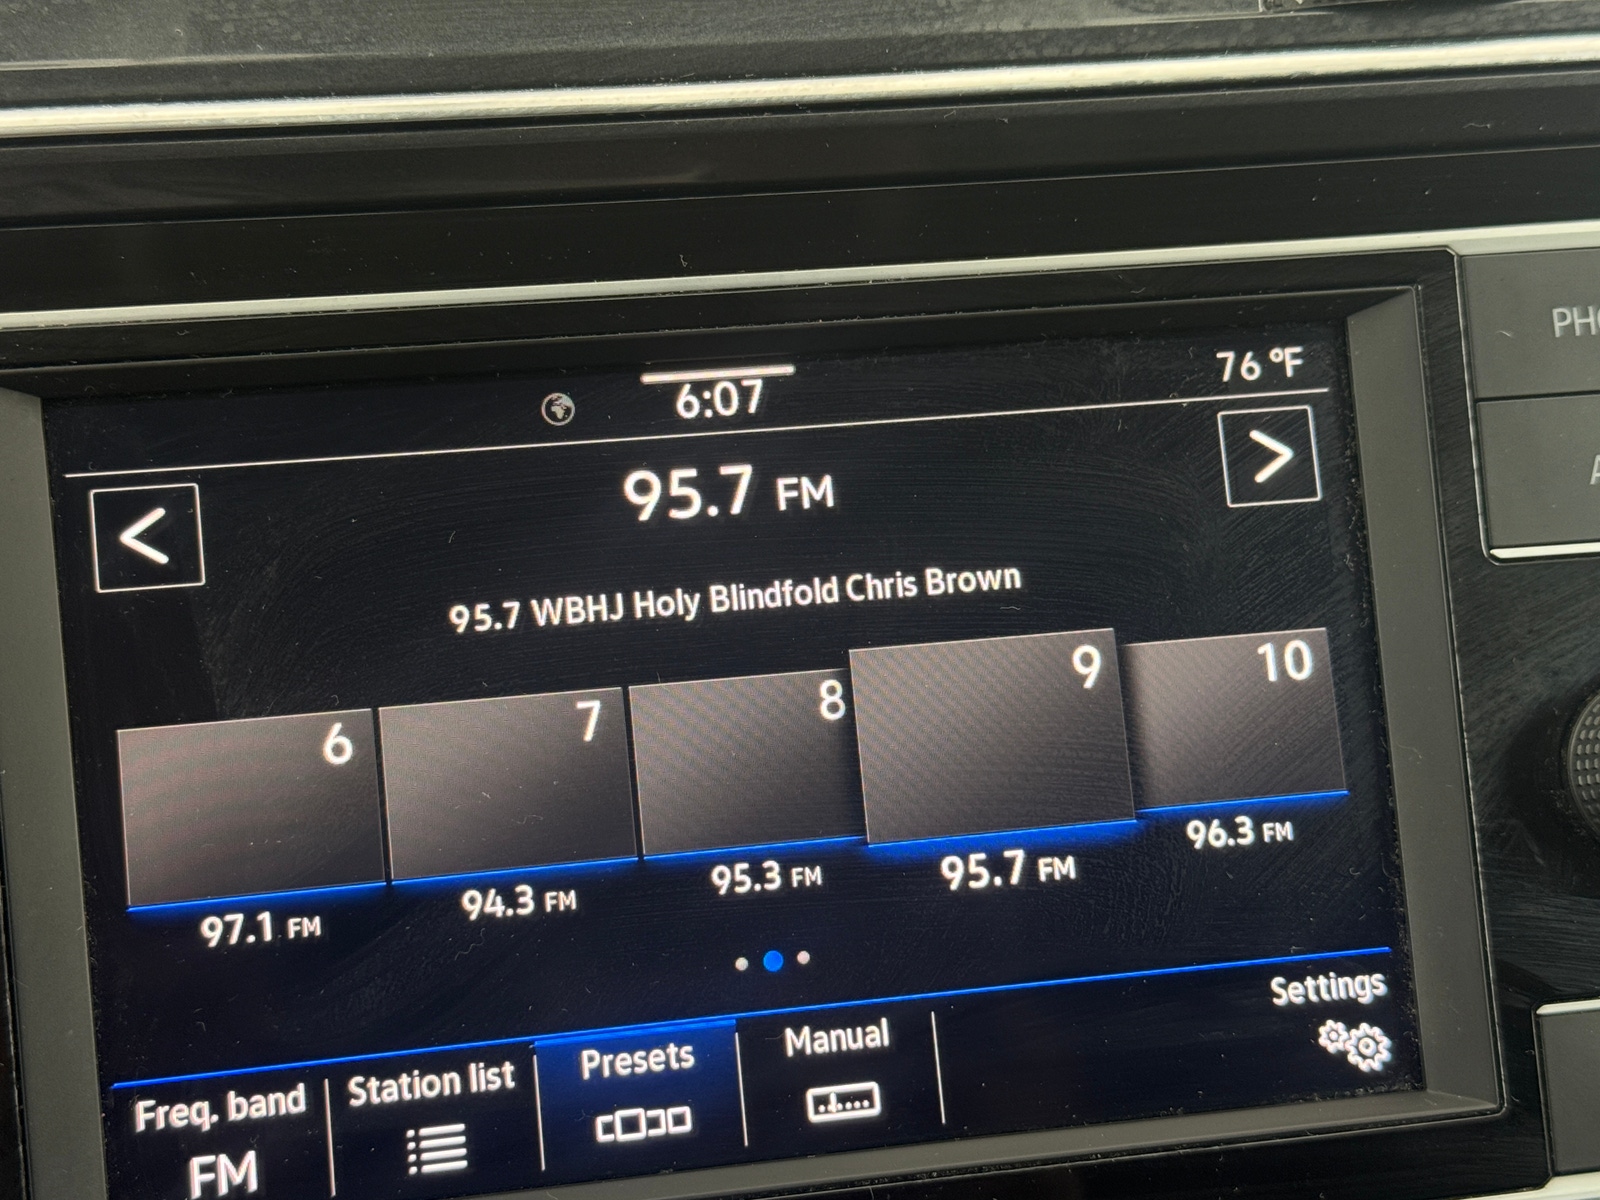 76 °F
6:07
95.7 FM
<
>
95.7 WBHJ Holy Blindfold Chris Brown
6
7
8
9
10
97.1 FM
94.3 FM
95.3 FM
95.7 FM
96.3 FM
Settings
Freq. band
FM
Station list
Presets
Manual